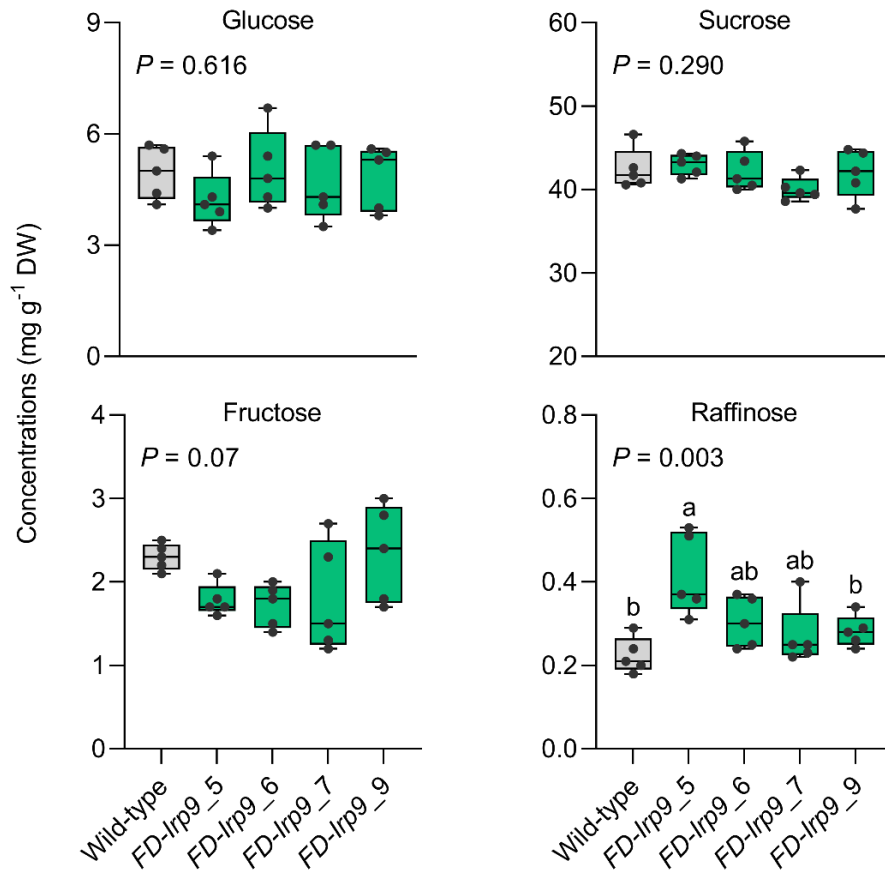 Concentrations (mg g⁻¹ DW)
Glucose
P = 0.616
9
6
3
0
Sucrose
P = 0.290
60
50
40
30
20
Fructose
P = 0.07
4
3
2
1
0
Wild-type
FD-lrp9_5
FD-lrp9_6
FD-lrp9_7
FD-lrp9_9
Raffinose
P = 0.003
0.8
0.6
0.4
0.2
0.0
b
a
ab
ab
b
Wild-type
FD-lrp9_5
FD-lrp9_6
FD-lrp9_7
FD-lrp9_9